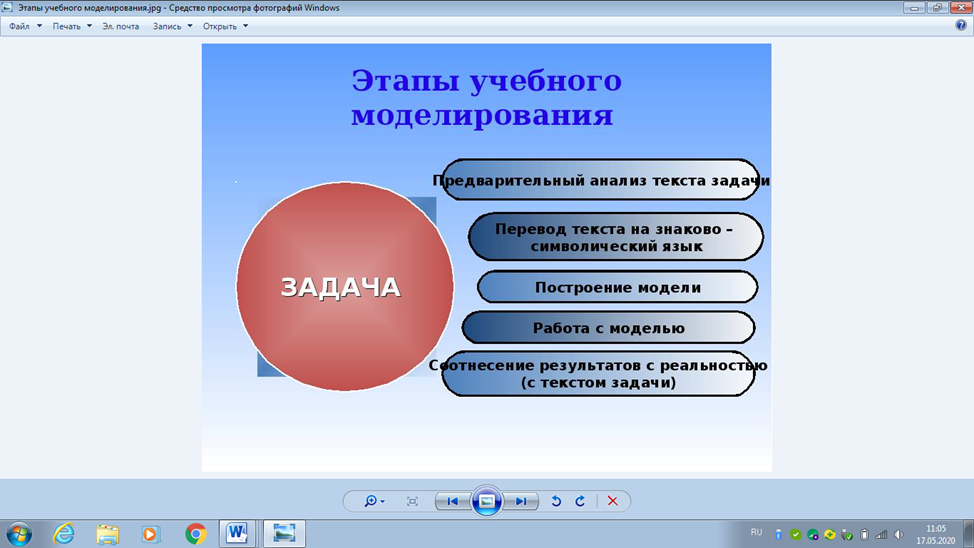 Этапы учебного моделирования.jpg - Средство просмотра фотографий Windows
Файл Печать Эл. почта Запись Открыть
Этапы учебного
моделирования
Предварительный анализ текста задачи
Перевод текста на знаково –
символический язык
ЗАДАЧА
Построение модели
Работа с моделью
Соотнесение результатов с реальностью
(с текстом задачи)
RU
11:05
17.05.2020